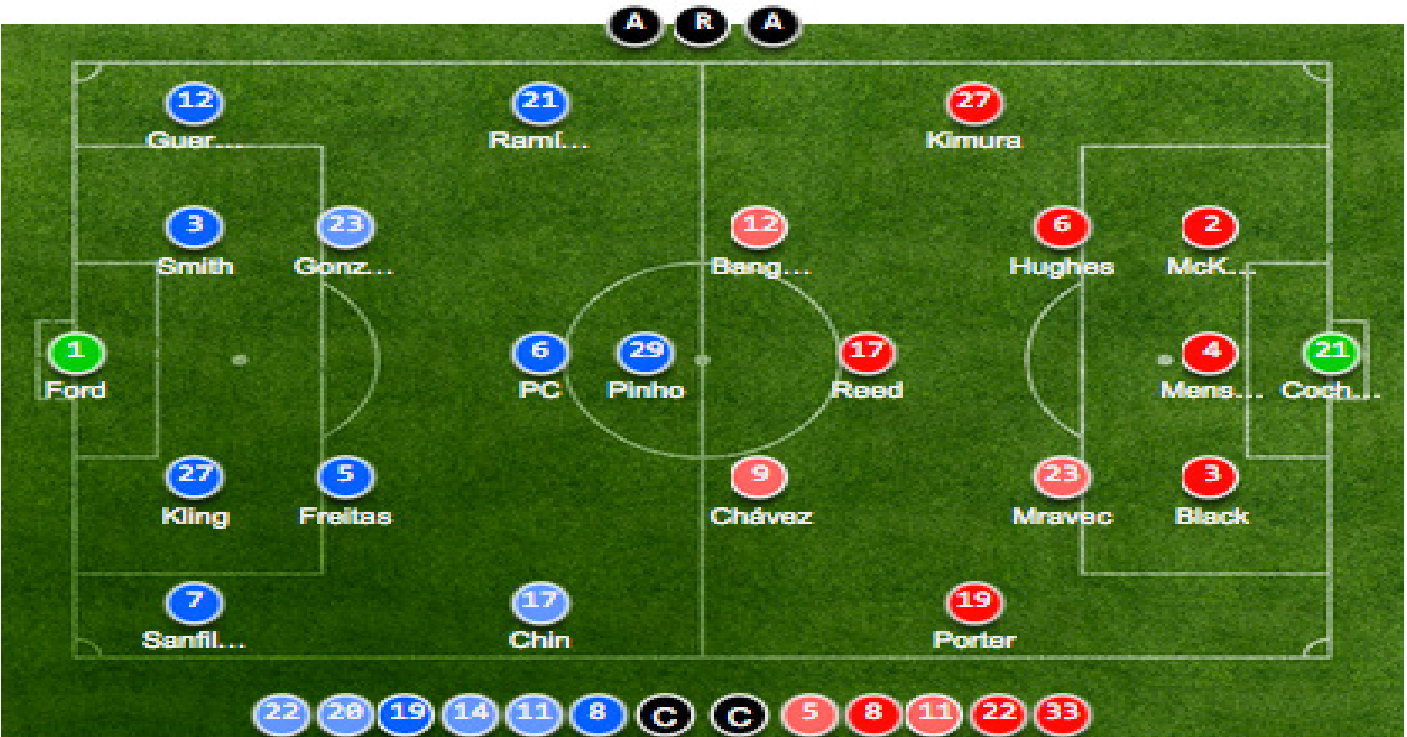 A R A
12 21 27
Guer... Ramí... Kimura
3 23 12 6 2
Smith Gonz... Bang... Hughes McK...
1 6 29 17 4 21
Ford PC Pinho Reed Mens... Coch...
27 5 9 23 3
Kling Freitas Chávez Mravec Black
7 17 19
Sanfil... Chin Porter
22 20 19 14 11 8 C C 5 8 11 22 33